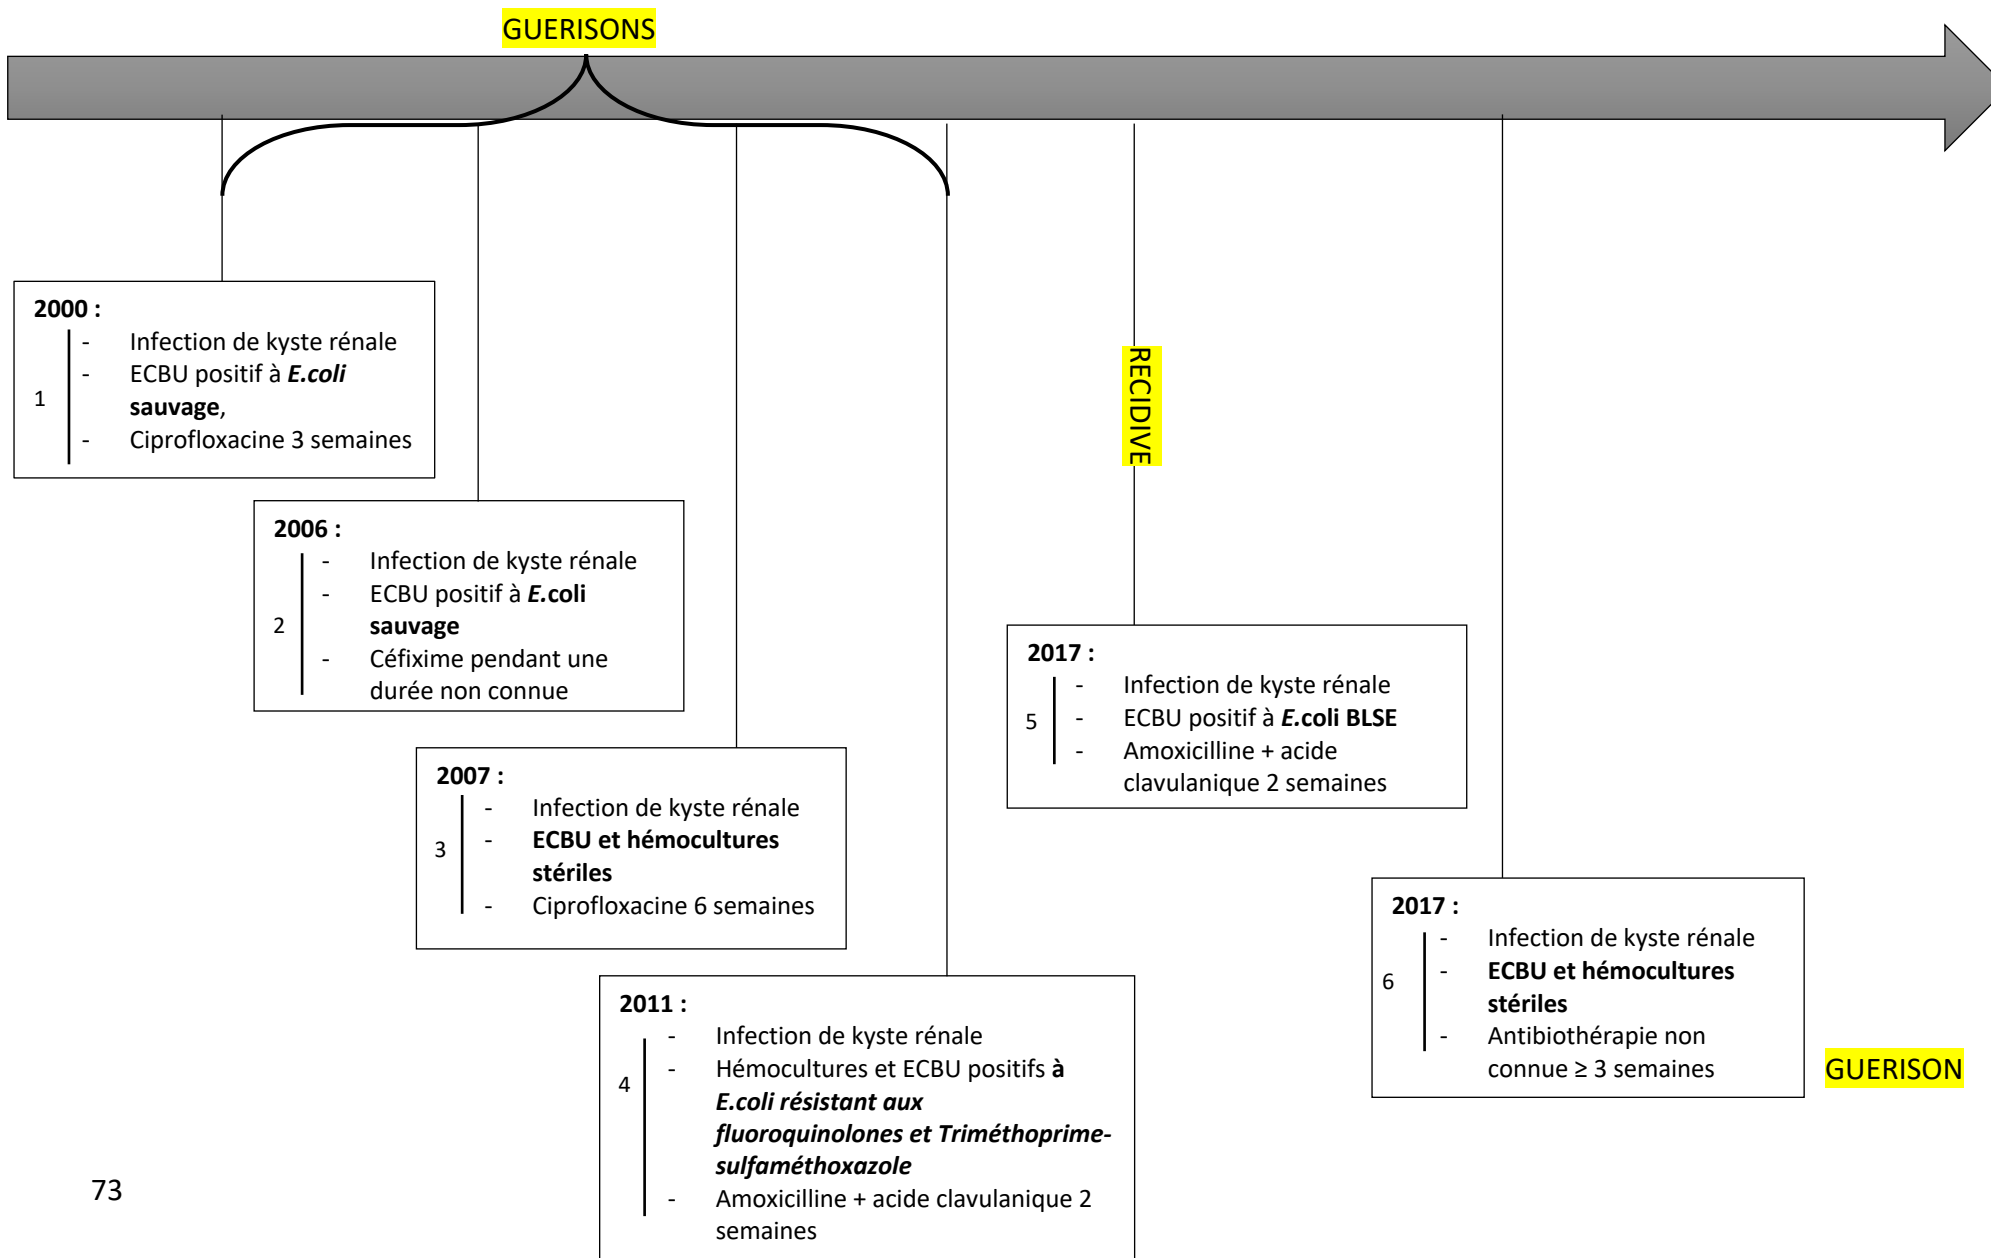 GUERISONS
2000 :
1
- Infection de kyste rénale
- ECBU positif à E.coli
sauvage,
- Ciprofloxacine 3 semaines
2006 :
2
- Infection de kyste rénale
- ECBU positif à E.coli
sauvage
- Céfixime pendant une
durée non connue
2007 :
3
- Infection de kyste rénale
- ECBU et hémocultures
stériles
- Ciprofloxacine 6 semaines
2011 :
4
- Infection de kyste rénale
- Hémocultures et ECBU positifs à
E.coli résistant aux
fluoroquinolones et Triméthoprime-
sulfaméthoxazole
- Amoxicilline + acide clavulanique 2
semaines
RECIDIVE
2017 :
5
- Infection de kyste rénale
- ECBU positif à E.coli BLSE
- Amoxicilline + acide
clavulanique 2 semaines
2017 :
6
- Infection de kyste rénale
- ECBU et hémocultures
stériles
- Antibiothérapie non
connue ≥ 3 semaines
GUERISON
73